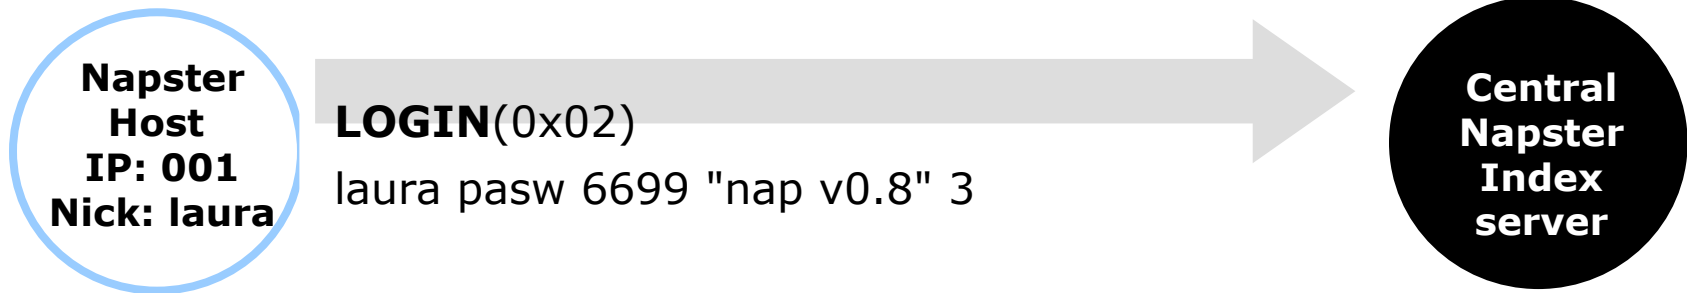 Napster
Host
IP: 001
Nick: laura
LOGIN(0x02)
laura pasw 6699 "nap v0.8" 3
Central
Napster
Index
server